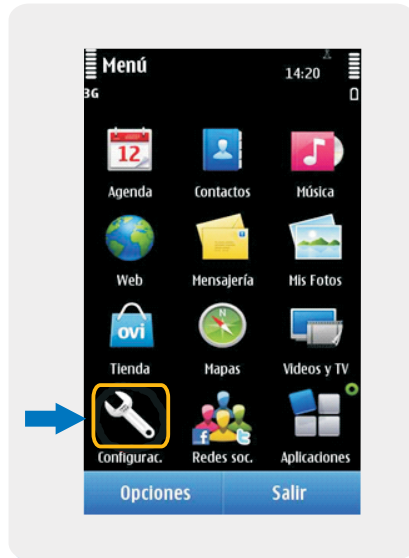 Menú
14:20
3G
12
Agenda Contactos Música
Web Mensajería Mis Fotos
ovi
Tienda Mapas Videos y TV
f t
Configurac. Redes soc. Aplicaciones
Opciones Salir